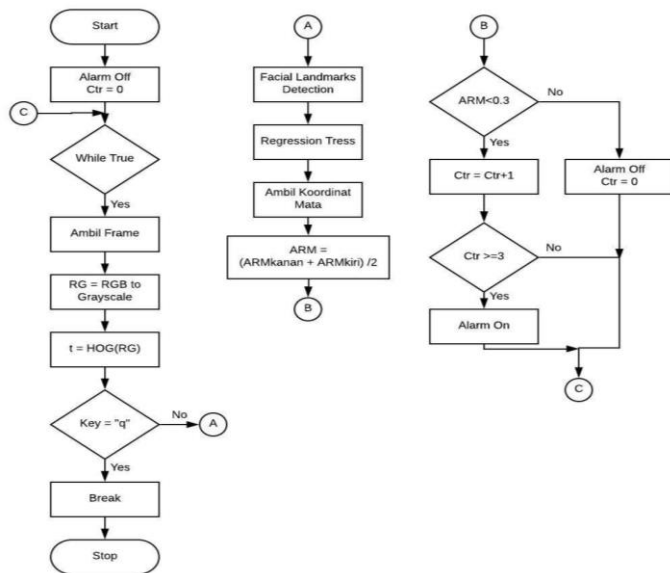 Start
Alarm Off
Ctr = 0
C
While True
Yes
Ambil Frame
RG = RGB to
Grayscale
t = HOG(RG)
Key = "q"
No
A
Yes
Break
Stop
A
Facial Landmarks
Detection
Regression Tress
Ambil Koordinat
Mata
ARM =
(ARMkanan + ARMkiri) /2
B
B
ARM<0.3
No
Yes
Ctr = Ctr+1
Alarm Off
Ctr = 0
Ctr >=3
No
Yes
Alarm On
C